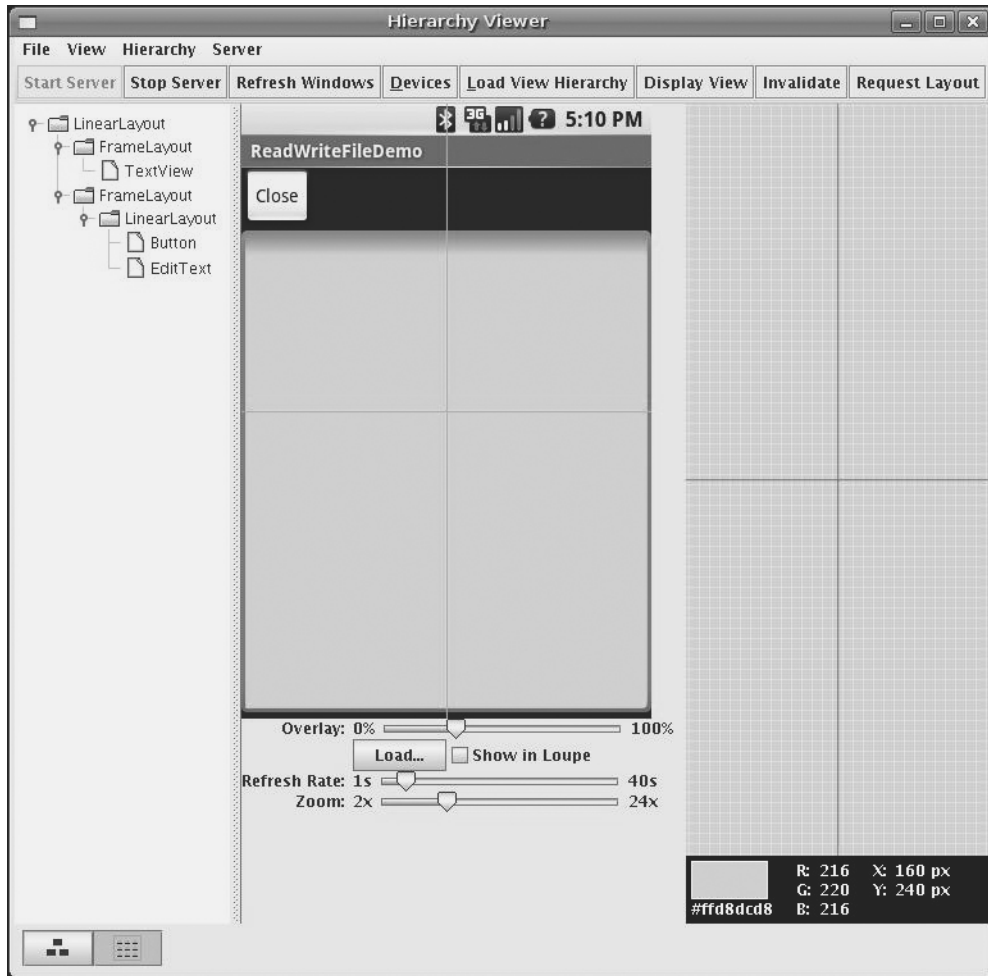 Hierarchy Viewer
File View Hierarchy Server
Start Server Stop Server Refresh Windows Devices Load View Hierarchy Display View Invalidate Request Layout
LinearLayout
FrameLayout
TextView
FrameLayout
LinearLayout
Button
EditText
3G ? 5:10 PM
ReadWriteFileDemo
Close
Overlay: 0% 100%
Load... Show in Loupe
Refresh Rate: 1s 40s
Zoom: 2x 24x
#ffd8dcd8
R: 216 X: 160 px
G: 220 Y: 240 px
B: 216